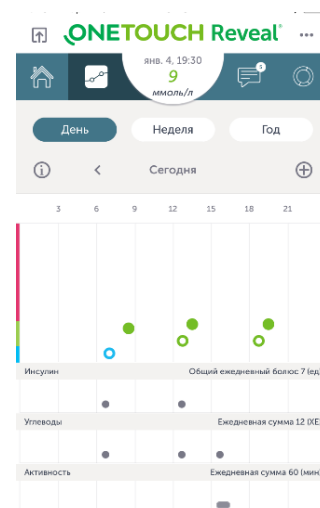 ONETOUCH Reveal®
янв. 4, 19:30
9
ммоль/л
День Неделя Год
Сегодня
3 6 9 12 15 18 21
Инсулин Общий ежедневный болюс 7 (ед
Углеводы Ежедневная сумма 12 (ХЕ
Активность Ежедневная сумма 60 (мин